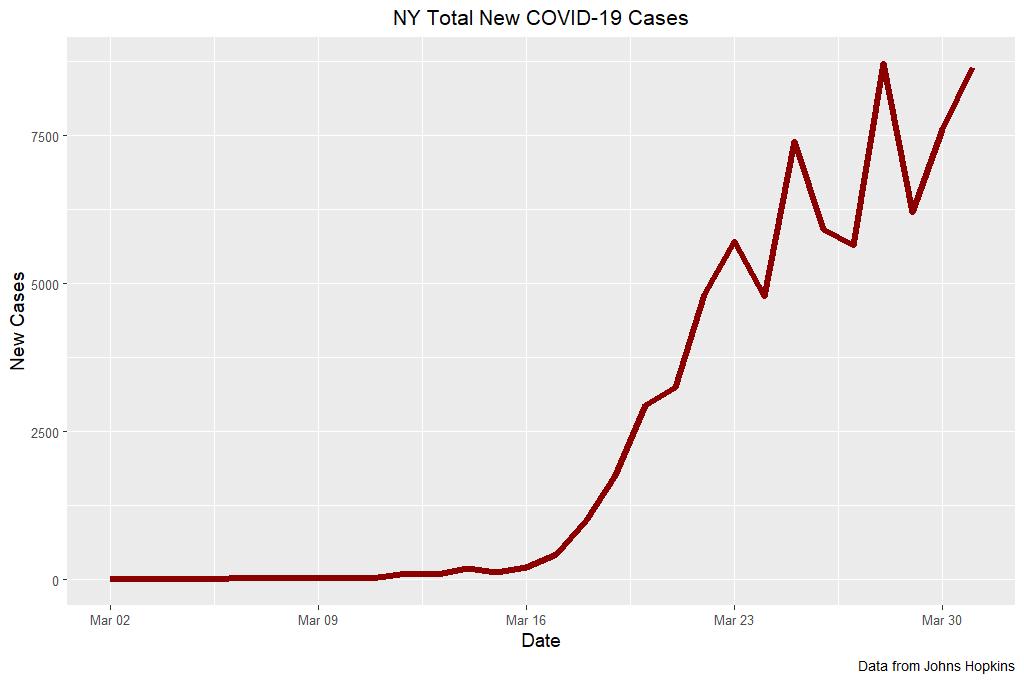 NY Total New COVID-19 Cases
New Cases
7500
5000
2500
0
Mar 02
Mar 09
Mar 16
Mar 23
Mar 30
Date
Data from Johns Hopkins